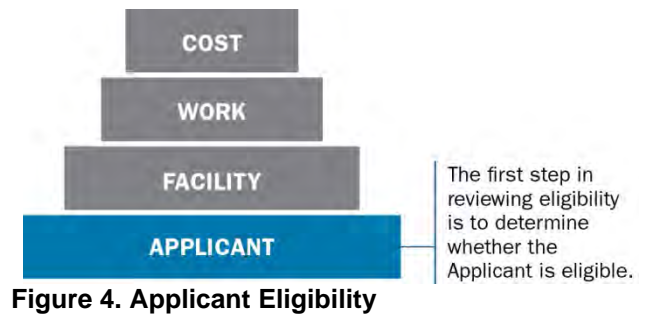 COST
WORK
FACILITY
APPLICANT
The first step in
reviewing eligibility
is to determine
whether the
Applicant is eligible.
Figure 4. Applicant Eligibility